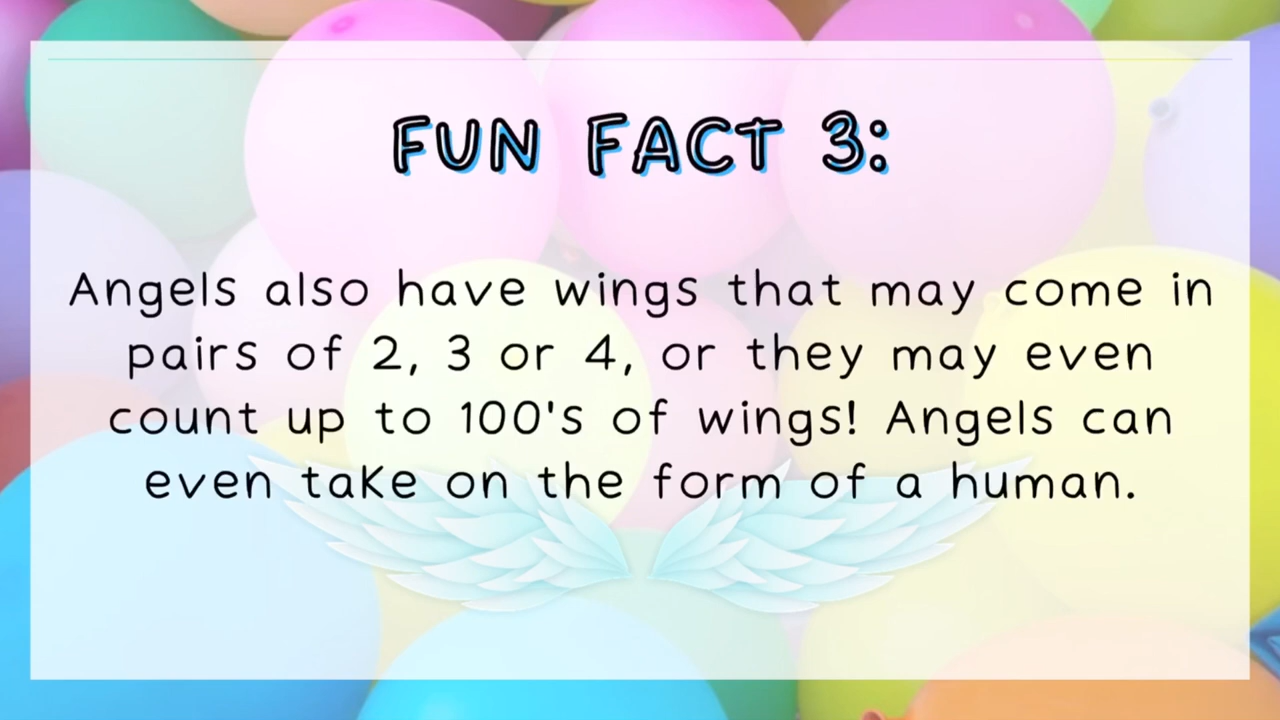 FUN FACT 3:
Angels also have wings that may come in
pairs of 2, 3 or 4, or they may even
count up to 100's of wings! Angels can
even take on the form of a human.